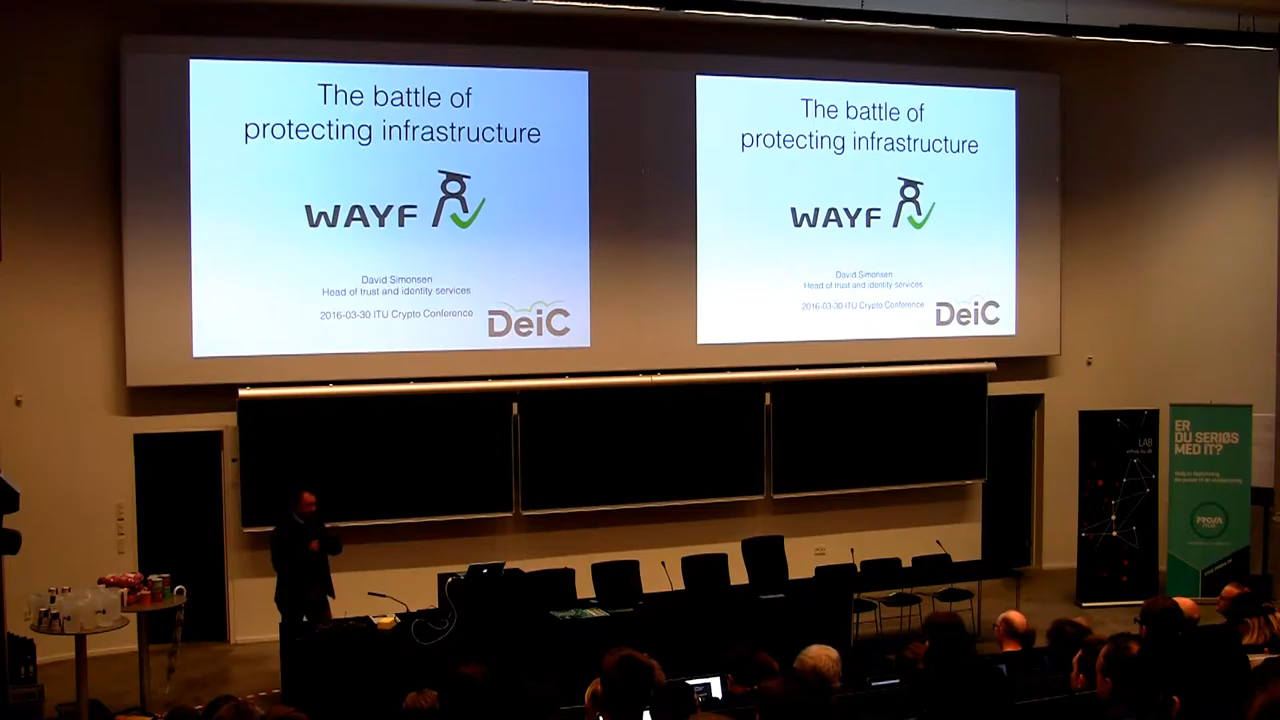 The battle of
protecting infrastructure
WAYF
David Simonsen
Head of trust and identity services
2016-03-30 ITU Crypto Conference
DeiC
The battle of
protecting infrastructure
WAYF
David Simonsen
Head of trust and identity services
2016-03-30 ITU Crypto Conference
DeiC
LAB
ER
DU SERIØS
MED IT?
PROSA